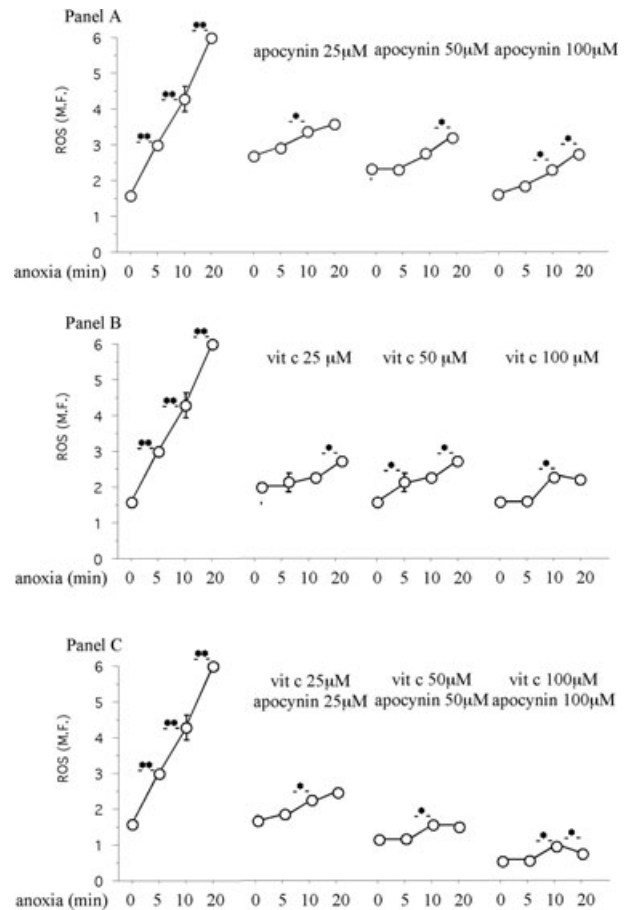 Panel A
apocynin 25μM apocynin 50μM apocynin 100μM
ROS (M.F.)
6
5
4
3
2
1
0
anoxia (min) 0 5 10 20 0 5 10 20 0 5 10 20 0 5 10 20
Panel B
vit c 25 μM vit c 50 μM vit c 100 μM
ROS (M.F.)
6
5
4
3
2
1
0
anoxia (min) 0 5 10 20 0 5 10 20 0 5 10 20 0 5 10 20
Panel C
vit c 25μM vit c 50μM vit c 100μM
apocynin 25μM apocynin 50μM apocynin 100μM
ROS (M.F.)
6
5
4
3
2
1
0
anoxia (min) 0 5 10 20 0 5 10 20 0 5 10 20 0 5 10 20